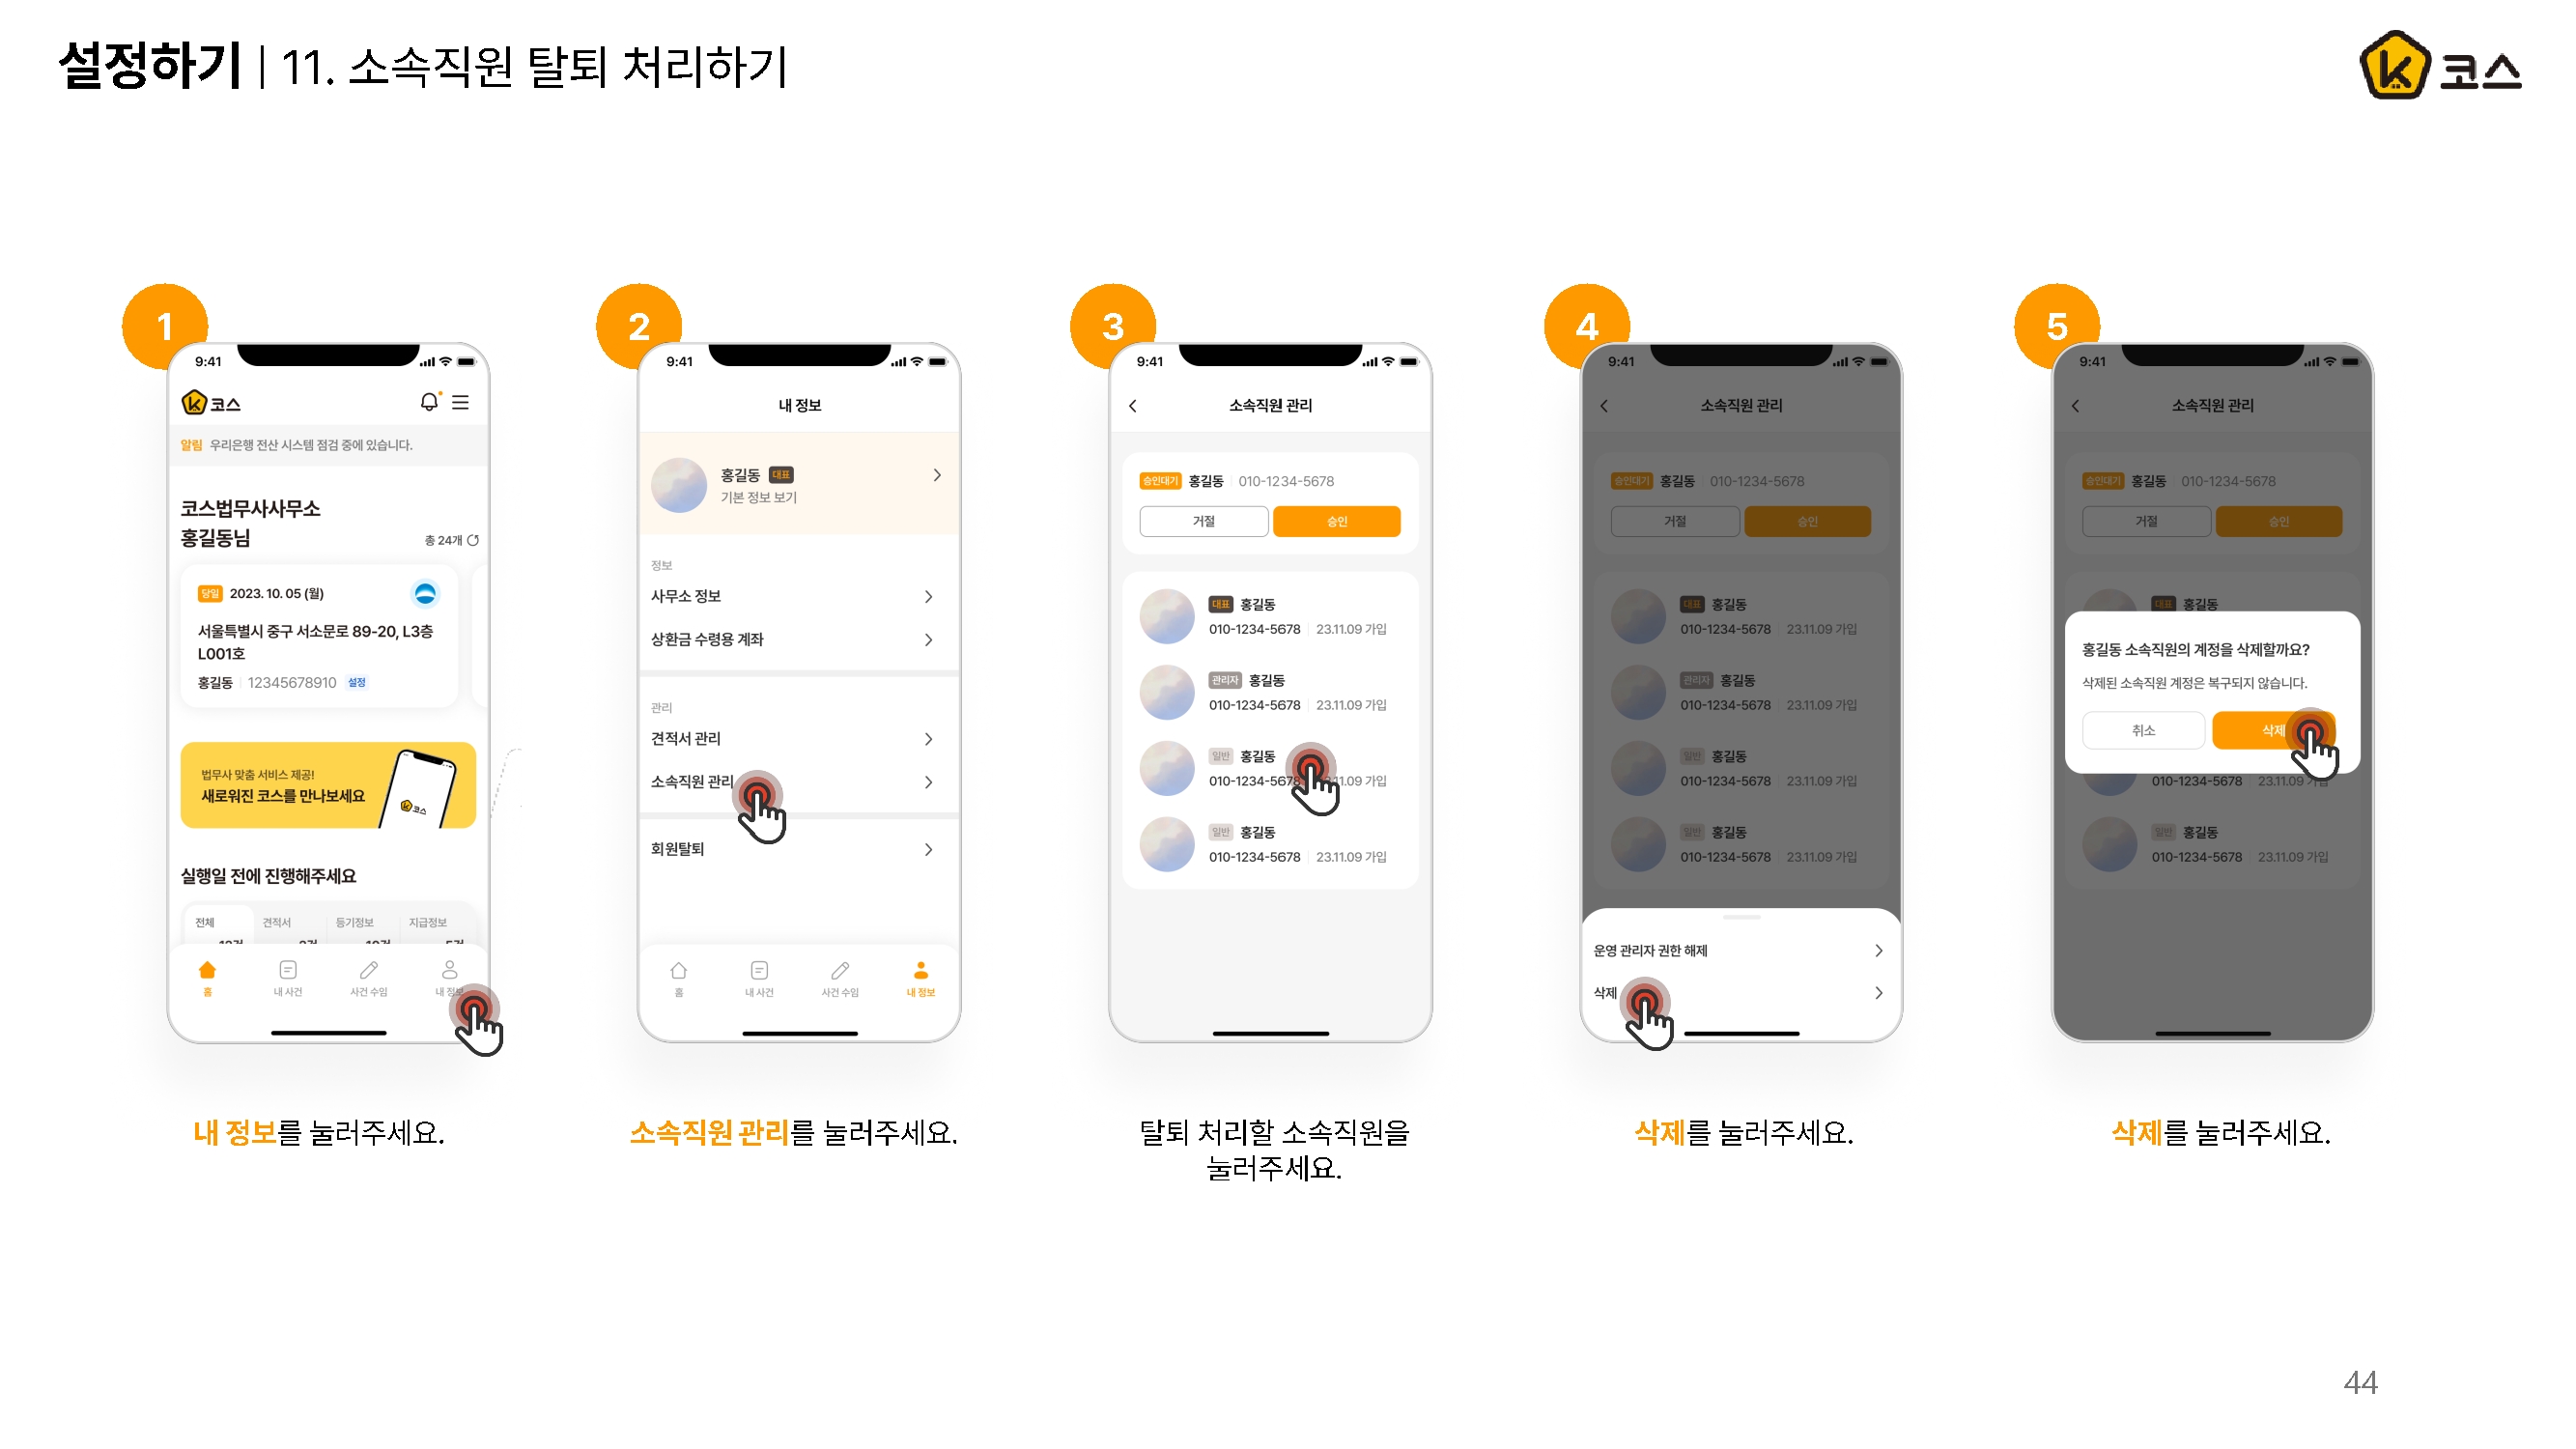 설정하기 | 11. 소속직원 탈퇴 처리하기
코스
1
9:41
코스
알림 우리은행 전산 시스템 점검 중에 있습니다.
코스법무사사무소
홍길동님
총 24개
당일 2023. 10. 05 (월)
서울특별시 중구 서소문로 89-20, L3층
L001호
홍길동 12345678910 설정
법무사 맞춤 서비스 제공!
새로워진 코스를 만나보세요
코스
실행일 전에 진행해주세요
전체 견적서 등기정보 지급정보
홈 내 사건 사건 수임 내 정보
내 정보를 눌러주세요.
2
9:41
내 정보
홍길동 대표
기본 정보 보기
정보
사무소 정보
상환금 수령용 계좌
관리
견적서 관리
소속직원 관리
회원탈퇴
홈 내 사건 사건 수임 내 정보
소속직원 관리를 눌러주세요.
3
9:41
소속직원 관리
승인대기 홍길동 010-1234-5678
거절 승인
대표 홍길동
010-1234-5678 23.11.09 가입
관리자 홍길동
010-1234-5678 23.11.09 가입
일반 홍길동
010-1234-5678 11.09 가입
일반 홍길동
010-1234-5678 23.11.09 가입
탈퇴 처리할 소속직원을
눌러주세요.
4
9:41
소속직원 관리
승인대기 홍길동 010-1234-5678
거절 승인
대표 홍길동
010-1234-5678 23.11.09 가입
관리자 홍길동
010-1234-5678 23.11.09 가입
일반 홍길동
010-1234-5678 23.11.09 가입
일반 홍길동
010-1234-5678 23.11.09 가입
운영 관리자 권한 해제
삭제
삭제를 눌러주세요.
5
9:41
소속직원 관리
승인대기 홍길동 010-1234-5678
거절 승인
대표 홍길동
홍길동 소속직원의 계정을 삭제할까요?
삭제된 소속직원 계정은 복구되지 않습니다.
취소 삭제
010-1234-5678 23.11.09 가입
일반 홍길동
010-1234-5678 23.11.09 가입
삭제를 눌러주세요.
44